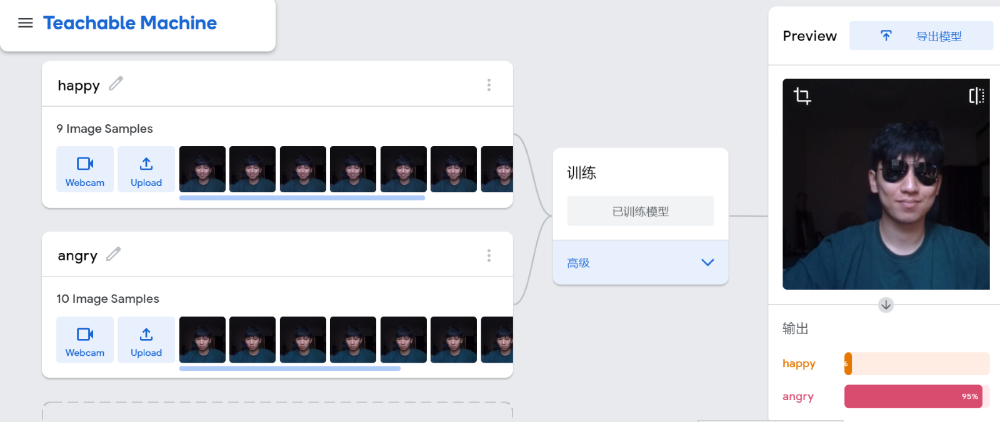 Teachable Machine
Preview
导出模型
happy
9 Image Samples
Webcam
Upload
训练
已训练模型
高级
angry
10 Image Samples
Webcam
Upload
输出
happy
%
angry
95%